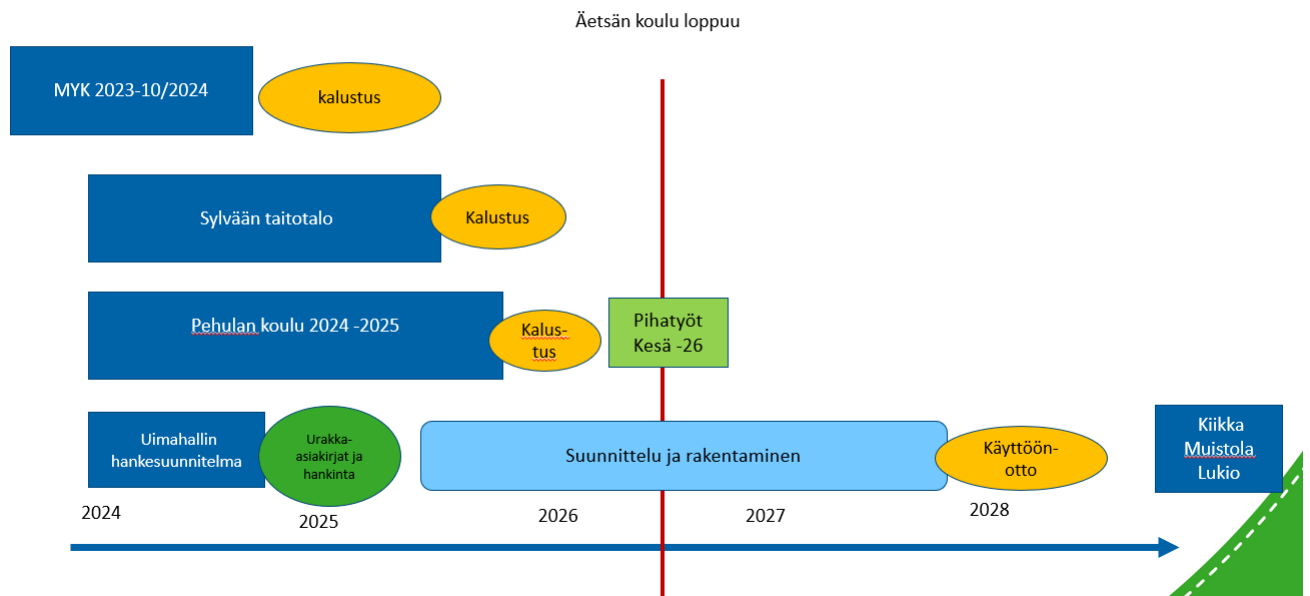 Äetsän koulu loppuu
MYK 2023-10/2024
kalustus
Sylvään taitotalo
Kalustus
Pehulan koulu 2024 -2025
Kalus-
tus
Pihatyöt
Kesä -26
Uimahallin
hankesuunnitelma
Urakka-
asiakirjat ja
hankinta
Suunnittelu ja rakentaminen
Käyttöön-
otto
Kiikka
Muistola
Lukio
2024
2025
2026
2027
2028